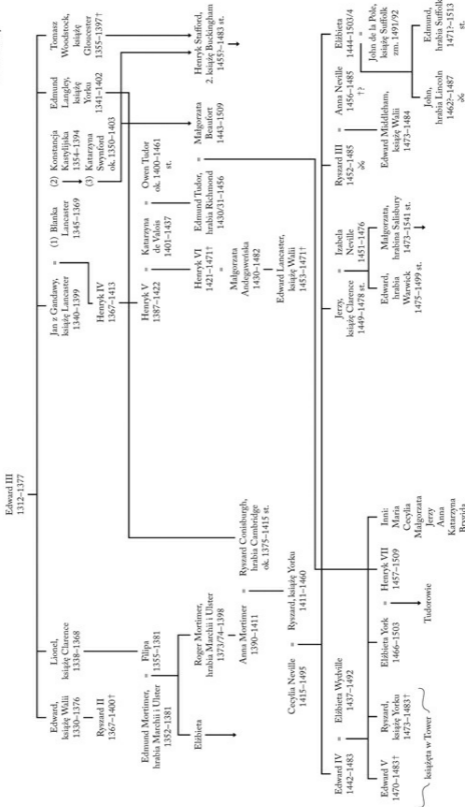 Edward III
1312–1377
Edward,
książę Walii
1330–1376
Lionel,
książę Clarence
1338–1368
Jan z Gandawy,
książę Lancaster
1340–1399
=
(1) Blanka
Lancaster
1345–1369
(2) Konstancja
Kastylijska
1354–1394
(3) Katarzyna
Swynford
ok. 1350–1403
Edmund
Langley,
książę
Yorku
1341–1402
Tomasz
Woodstock,
książę
Gloucester
1355–1397†
Ryszard II
1367–1400†
Henryk IV
1367–1413
Edmund Mortimer,
hrabia Marchii i Ulster
1352–1381
=
Filipa
1355–1381
Henryk V
1387–1422
=
Katarzyna
de Valois
1401–1437
=
Owen Tudor
ok. 1400–1461
st.
Elżbieta
Roger Mortimer,
hrabia Marchii i Ulster
1373/74–1398
Henryk VI
1421–1471†
=
Małgorzata
Andegaweńska
1430–1482
Edmund Tudor,
hrabia Richmond
1430/31–1456
=
Małgorzata
Beaufort
1443–1509
Henryk Stafford,
2. książę Buckingham
1455?–1483 st.
Anna Mortimer
1390–1411
=
Ryszard Conisburgh,
hrabia Cambridge
ok. 1375–1415 st.
Edward Lancaster,
książę Walii
1453–1471†
Cecylia Neville
1415–1495
=
Ryszard, książę Yorku
1411–1460
Edward IV
1442–1483
=
Elżbieta Wydville
1437–1492
Jerzy,
książę Clarence
1449–1478 st.
=
Izabela
Neville
1451–1476
Ryszard III
1452–1485
=
Anna Neville
1456–1485
†?
Elżbieta
1444–1503/4
=
John de la Pole,
książę Suffolk
zm. 1491/92
Edward V
1470–1483†
Ryszard,
książę Yorku
1473–1483†
książęta w Tower
Elżbieta York
1466–1503
=
Henryk VII
1457–1509
Tudorowie
Inni:
Maria
Cecylia
Małgorzata
Jerzy
Anna
Katarzyna
Brygida
Edward,
hrabia
Warwick
1475–1499 st.
Małgorzata,
hrabina Salisbury
1473–1541 st.
Edward Middleham,
książę Walii
1473–1484
John,
hrabia Lincoln
1462?–1487
Edmund,
hrabia Suffolk
1471?–1513
st.